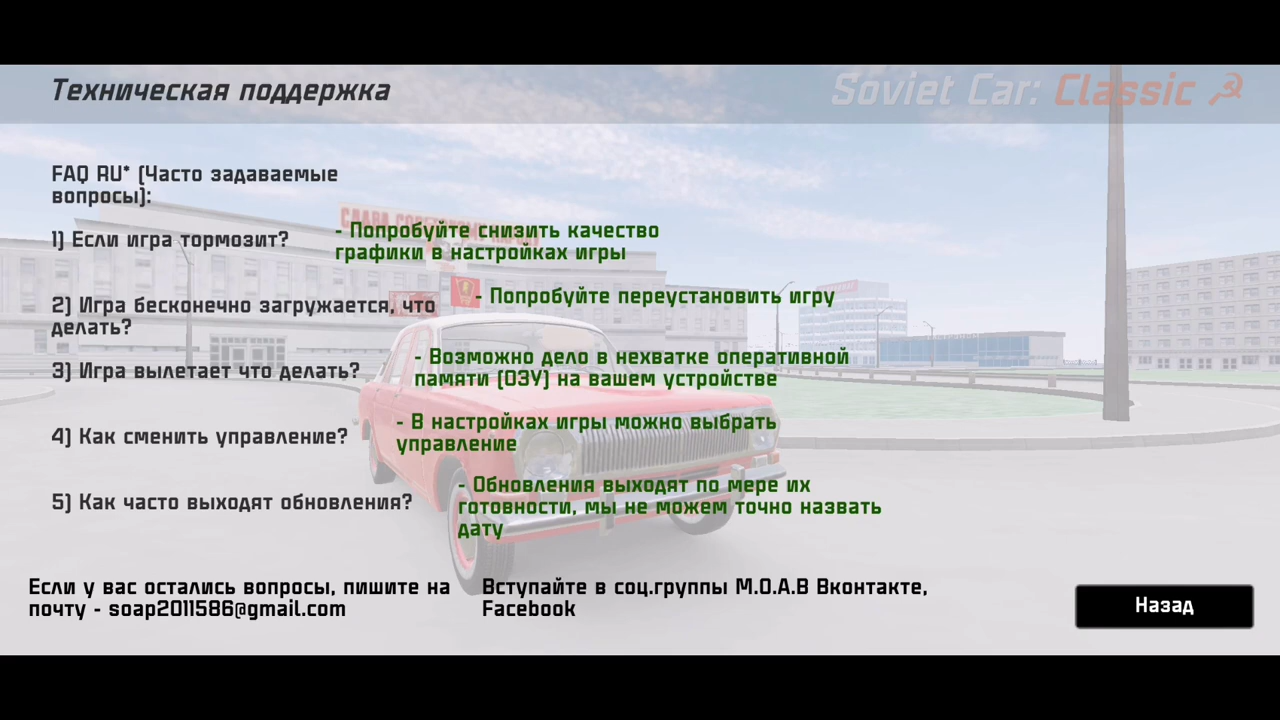 Техническая поддержка
Soviet Car: Classic
FAQ RU* (Часто задаваемые
вопросы):
1) Если игра тормозит?
- Попробуйте снизить качество
графики в настройках игры
2) Игра бесконечно загружается, что
делать?
- Попробуйте переустановить игру
3) Игра вылетает что делать?
- Возможно дело в нехватке оперативной
памяти (ОЗУ) на вашем устройстве
4) Как сменить управление?
- В настройках игры можно выбрать
управление
5) Как часто выходят обновления?
- Обновления выходят по мере их
готовности, мы не можем точно назвать
дату
Если у вас остались вопросы, пишите на
почту - soap2011586@gmail.com
Вступайте в соц.группы М.О.А.В Вконтакте,
Facebook
Назад